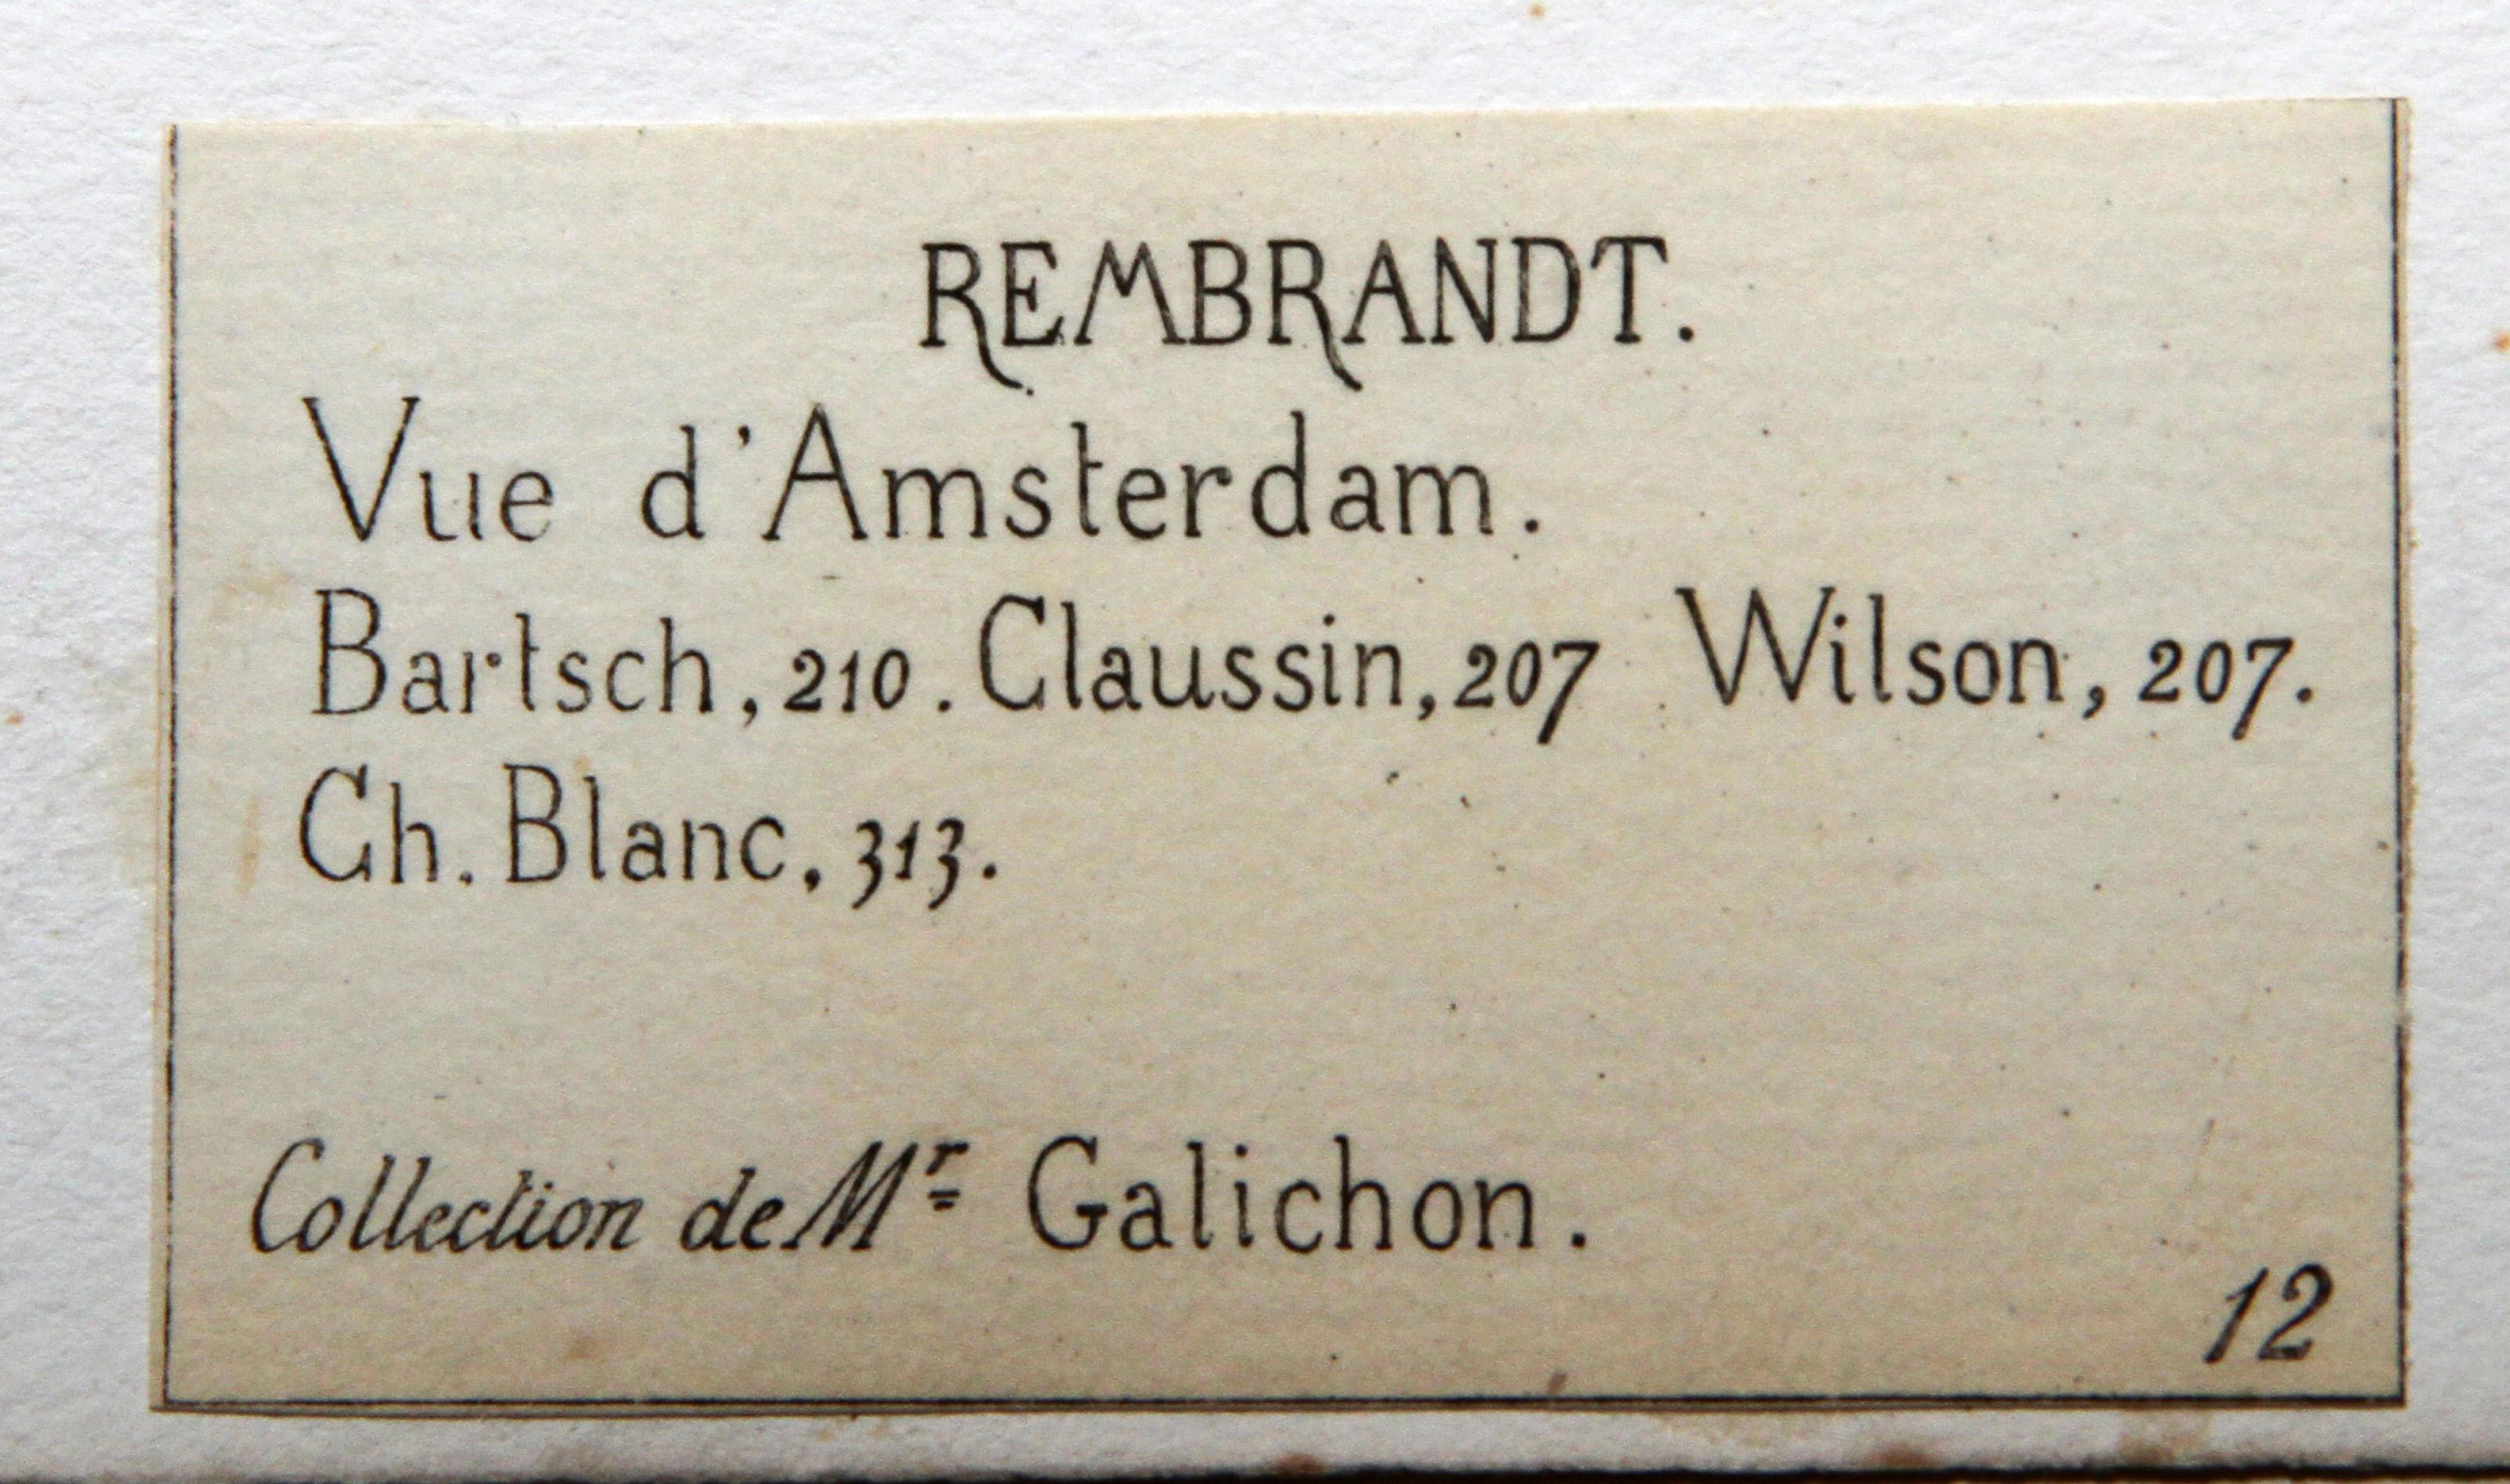 REMBRANDT.
Vue d'Amsterdam.
Bartsch, 210. Claussin, 207 Wilson, 207.
Ch. Blanc, 313.
Collection de Mr Galichon.
12